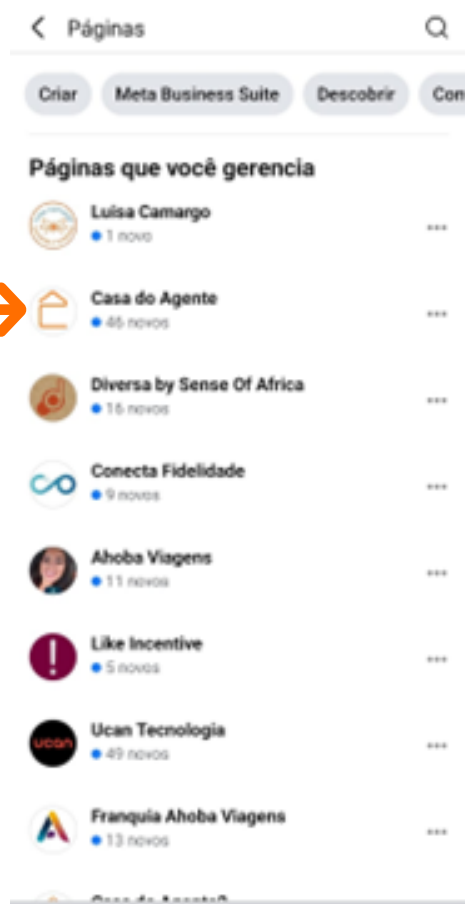 Páginas
Criar
Meta Business Suite
Descobrir
Con
Páginas que você gerencia
Luisa Camargo
1 novo
Casa do Agente
46 novos
Diversa by Sense Of Africa
16 novos
Conecta Fidelidade
9 novos
Ahoba Viagens
11 novos
Like Incentive
5 novos
ucan
Ucan Tecnologia
49 novos
Franquia Ahoba Viagens
13 novos